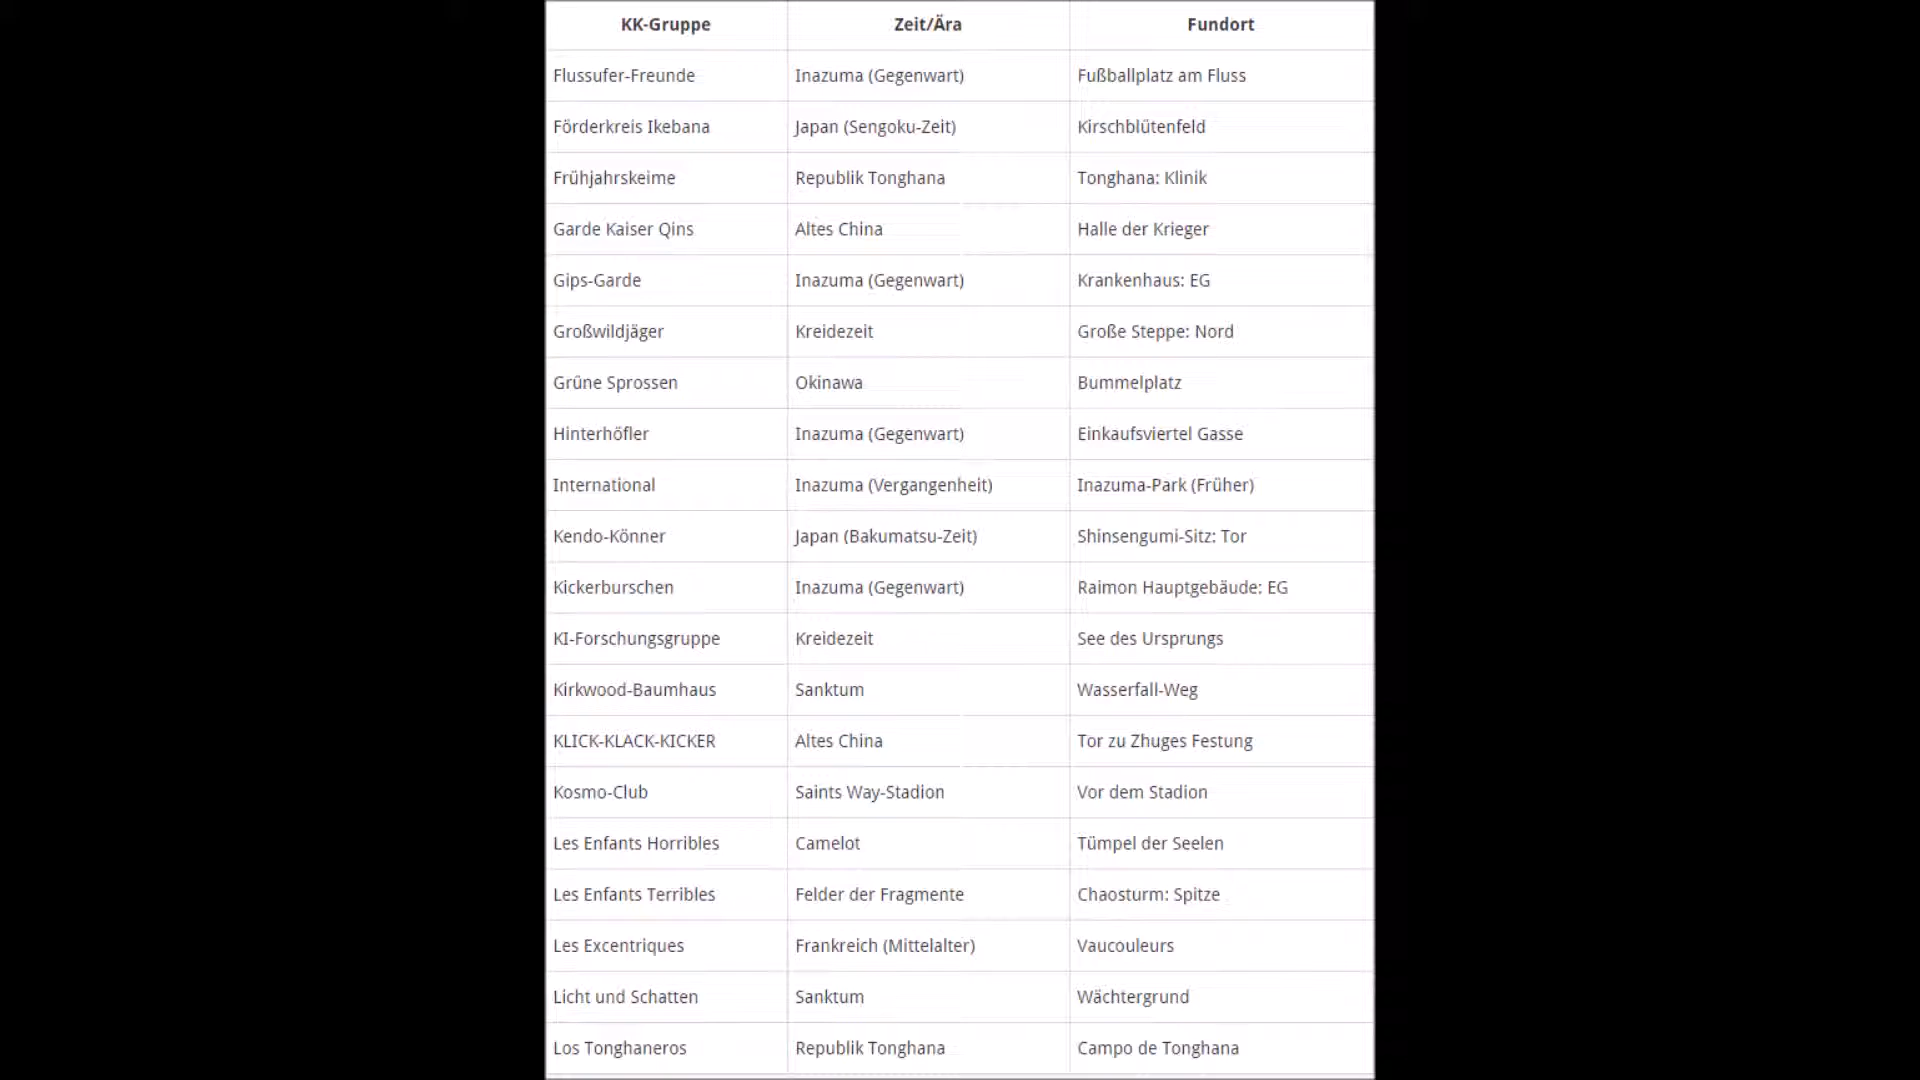 KK-Gruppe Zeit/Ära Fundort
Flussufer-Freunde Inazuma (Gegenwart) Fußballplatz am Fluss
Förderkreis Ikebana Japan (Sengoku-Zeit) Kirschblütenfeld
Frühjahrskeime Republik Tonghana Tonghana: Klinik
Garde Kaiser Qins Altes China Halle der Krieger
Gips-Garde Inazuma (Gegenwart) Krankenhaus: EG
Großwildjäger Kreidezeit Große Steppe: Nord
Grüne Sprossen Okinawa Bummelplatz
Hinterhöfler Inazuma (Gegenwart) Einkaufsviertel Gasse
International Inazuma (Vergangenheit) Inazuma-Park (Früher)
Kendo-Könner Japan (Bakumatsu-Zeit) Shinsengumi-Sitz: Tor
Kickerburschen Inazuma (Gegenwart) Raimon Hauptgebäude: EG
KI-Forschungsgruppe Kreidezeit See des Ursprungs
Kirkwood-Baumhaus Sanktum Wasserfall-Weg
KLICK-KLACK-KICKER Altes China Tor zu Zhuges Festung
Kosmo-Club Saints Way-Stadion Vor dem Stadion
Les Enfants Horribles Camelot Tümpel der Seelen
Les Enfants Terribles Felder der Fragmente Chaosturm: Spitze
Les Excentriques Frankreich (Mittelalter) Vaucouleurs
Licht und Schatten Sanktum Wächtergrund
Los Tonghaneros Republik Tonghana Campo de Tonghana